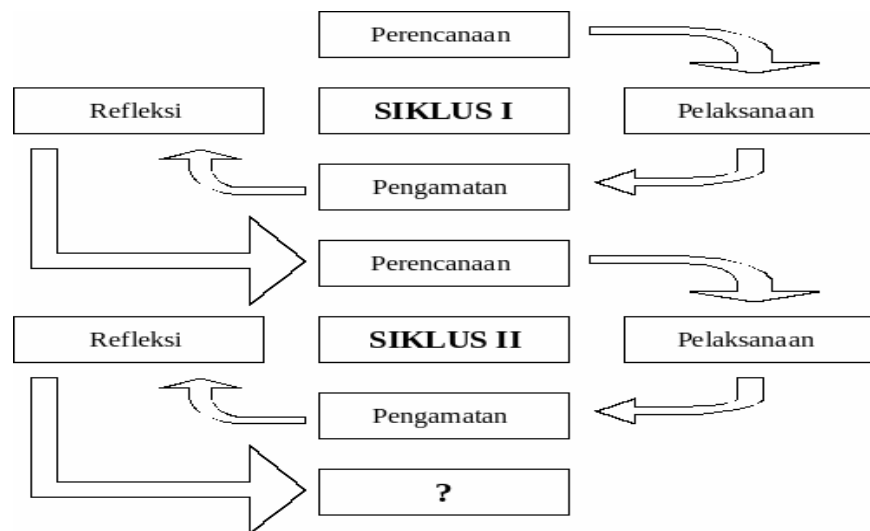 Perencanaan
Refleksi
SIKLUS I
Pelaksanaan
Pengamatan
Perencanaan
Refleksi
SIKLUS II
Pelaksanaan
Pengamatan
?